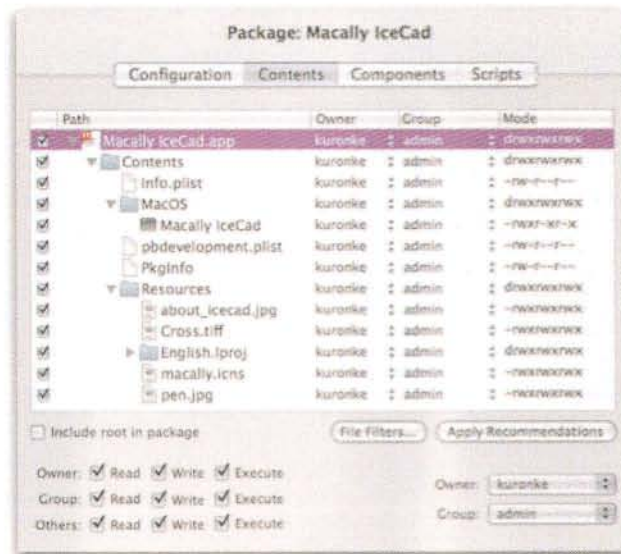 Package: Macally IceCad
Configuration Contents Components Scripts
Path Owner Group Mode
Macally IceCad.app kuronke admin drwxrwxrwx
Contents kuronke admin drwxrwxrwx
Info.plist kuronke admin -rw-r--r--
MacOS kuronke admin drwxrwxrwx
Macally IceCad kuronke admin -rwxr-xr-x
pbdevelopment.plist kuronke admin -rw-r--r--
PkgInfo kuronke admin -rw-r--r--
Resources kuronke admin drwxrwxrwx
about_icecad.jpg kuronke admin -rwxrwxrwx
Cross.tiff kuronke admin -rwxrwxrwx
English.lproj kuronke admin drwxrwxrwx
macally.icns kuronke admin -rwxrwxrwx
pen.jpg kuronke admin -rwxrwxrwx
Include root in package File Filters... Apply Recommendations
Owner: Read Write Execute Owner: kuronke
Group: Read Write Execute Group: admin
Others: Read Write Execute